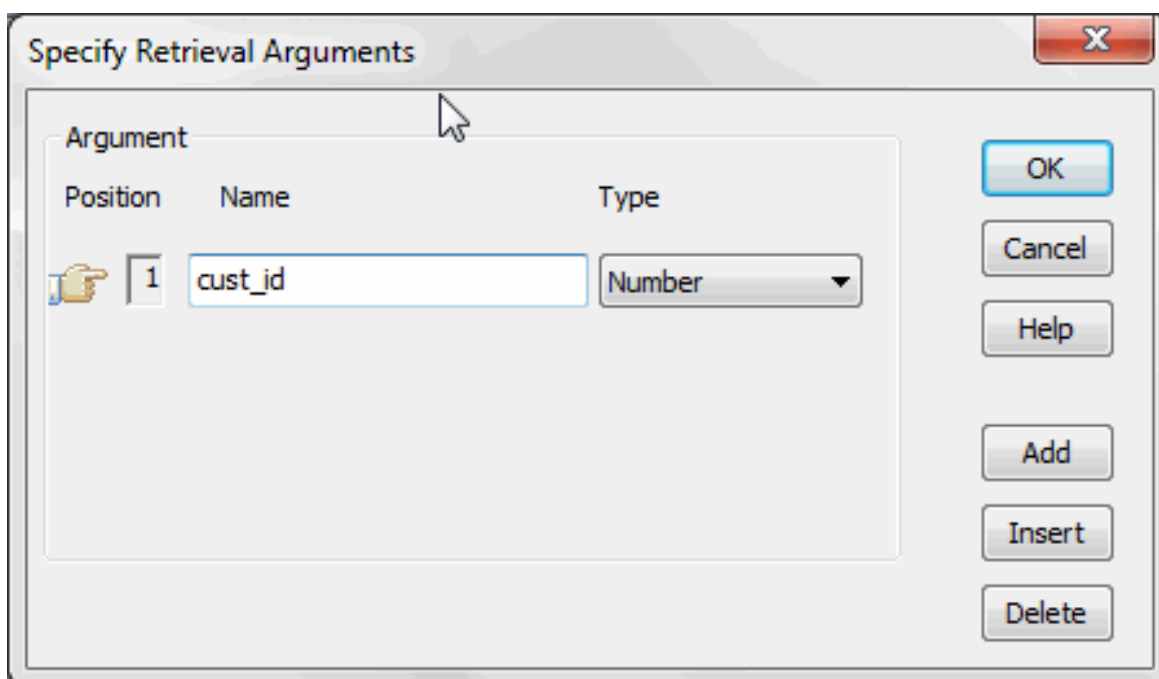 Specify Retrieval Arguments
X
Argument
Position Name Type
1 cust_id Number
OK
Cancel
Help
Add
Insert
Delete